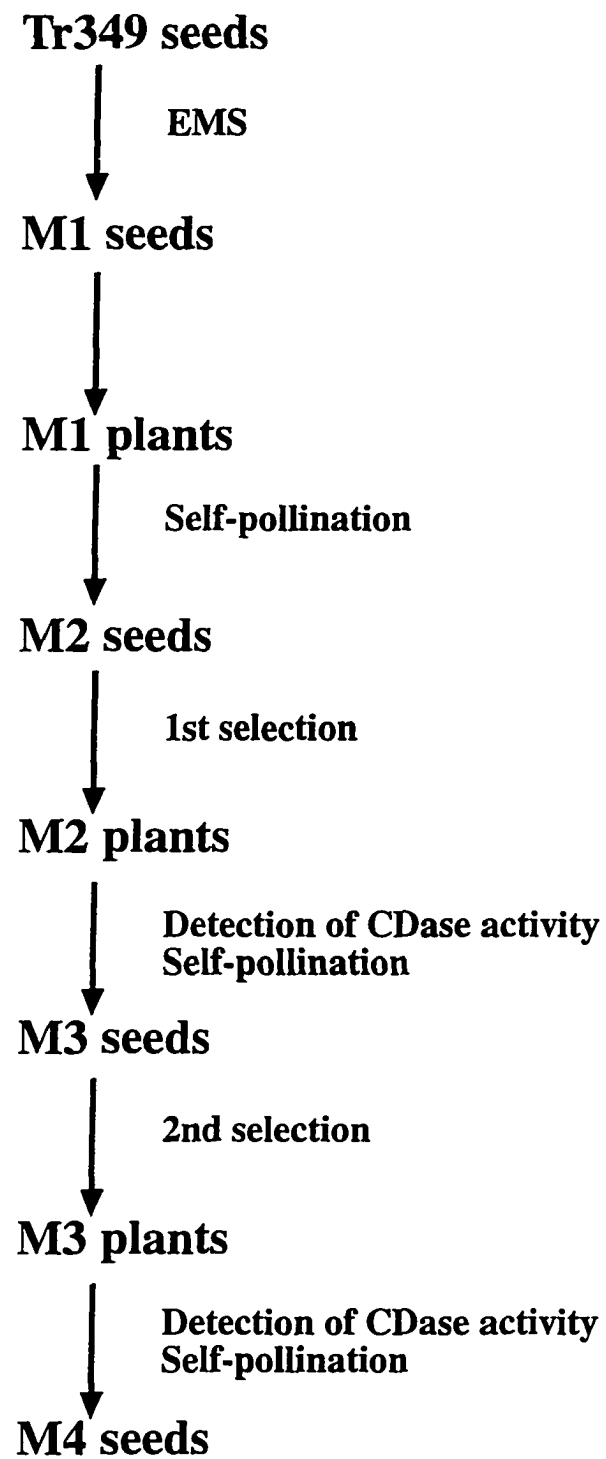 Tr349 seeds
EMS
M1 seeds
M1 plants
Self-pollination
M2 seeds
1st selection
M2 plants
Detection of CDase activity
Self-pollination
M3 seeds
2nd selection
M3 plants
Detection of CDase activity
Self-pollination
M4 seeds